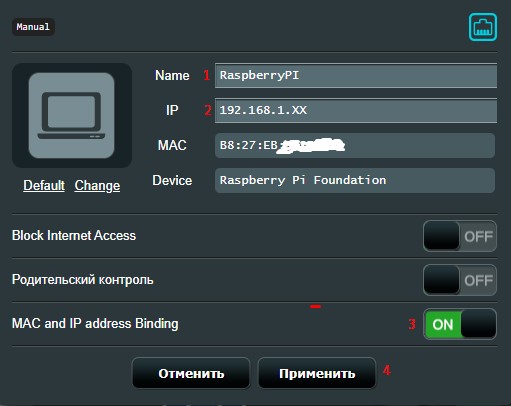 Manual
Name 1 RaspberryPI
IP 2 192.168.1.XX
MAC B8:27:EB
Device Raspberry Pi Foundation
Default Change
Block Internet Access OFF
Родительский контроль OFF
MAC and IP address Binding 3 ON
Отменить Применить 4